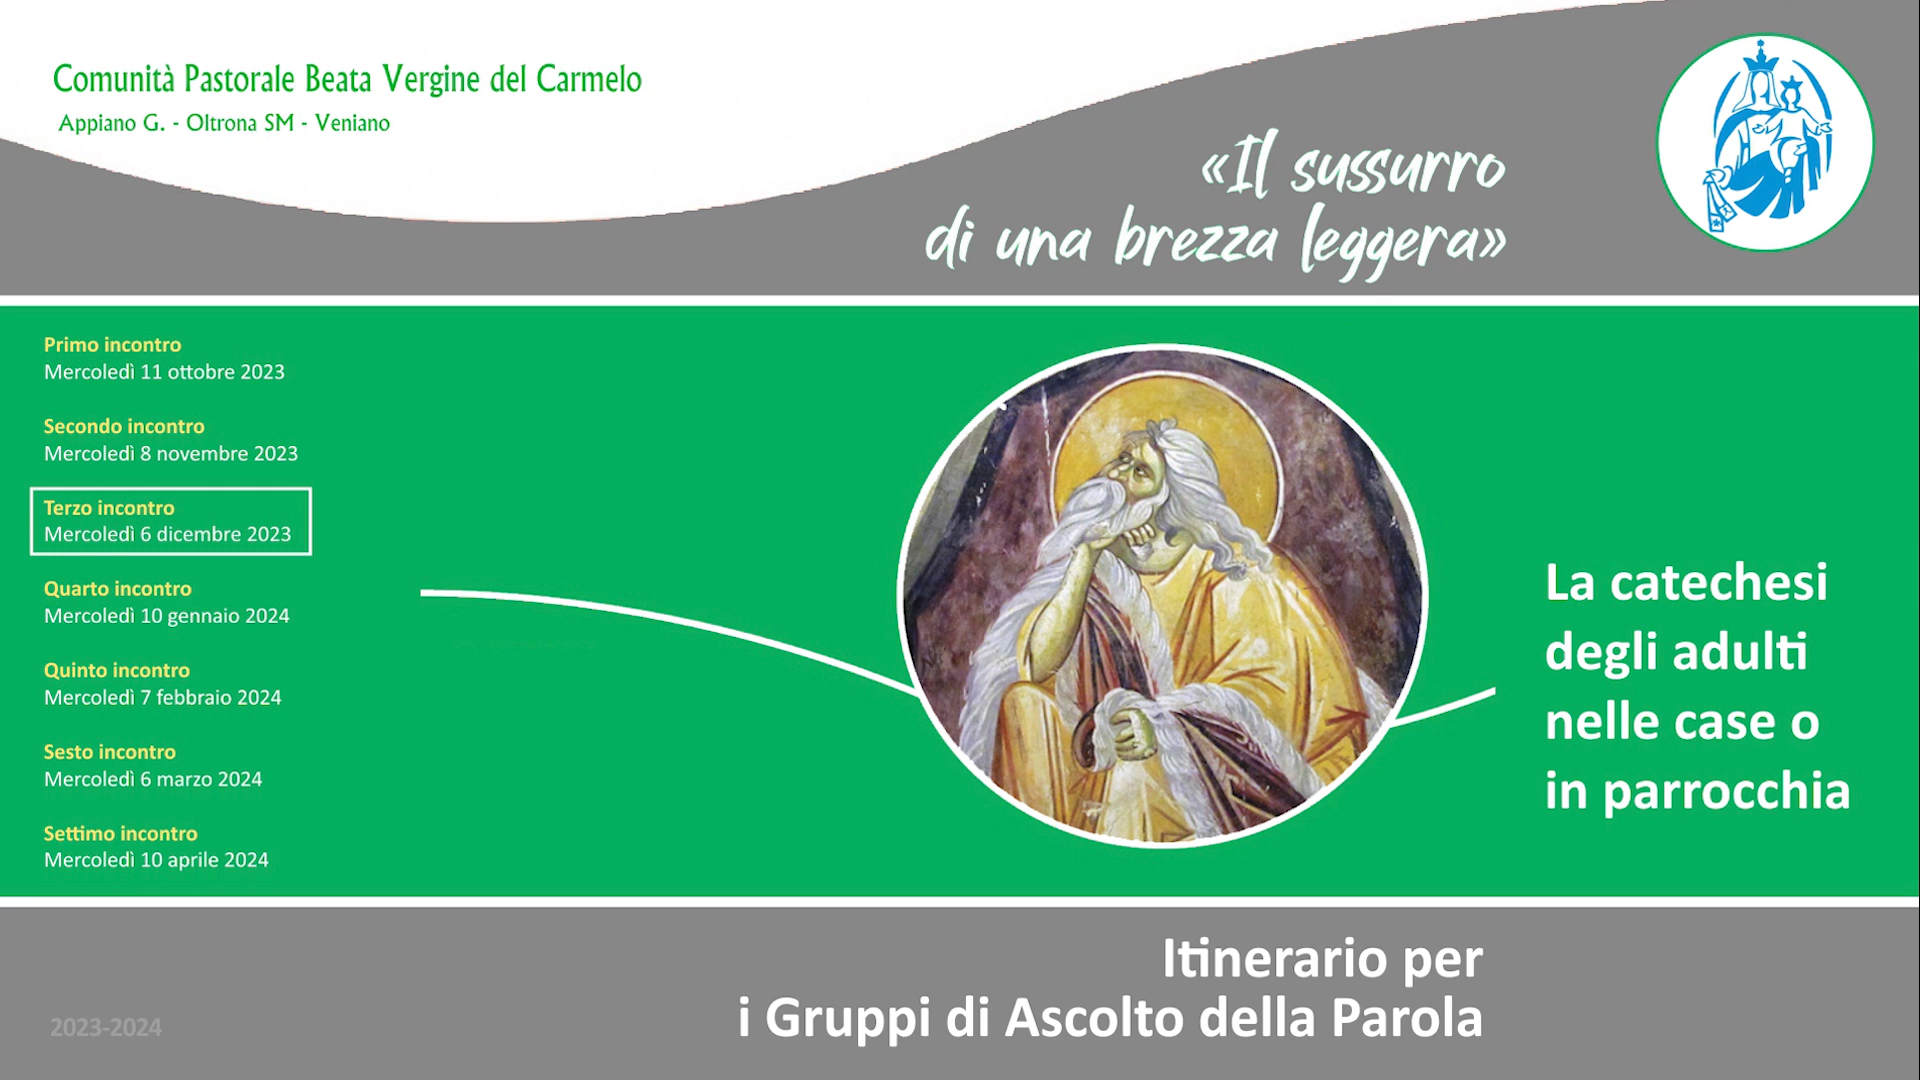 Comunità Pastorale Beata Vergine del Carmelo
Appiano G. - Oltrona SM - Veniano
«Il sussurro
di una brezza leggera»
Primo incontro
Mercoledì 11 ottobre 2023
Secondo incontro
Mercoledì 8 novembre 2023
Terzo incontro
Mercoledì 6 dicembre 2023
Quarto incontro
Mercoledì 10 gennaio 2024
Quinto incontro
Mercoledì 7 febbraio 2024
Sesto incontro
Mercoledì 6 marzo 2024
Settimo incontro
Mercoledì 10 aprile 2024
La catechesi
degli adulti
nelle case o
in parrocchia
Itinerario per
i Gruppi di Ascolto della Parola
2023-2024